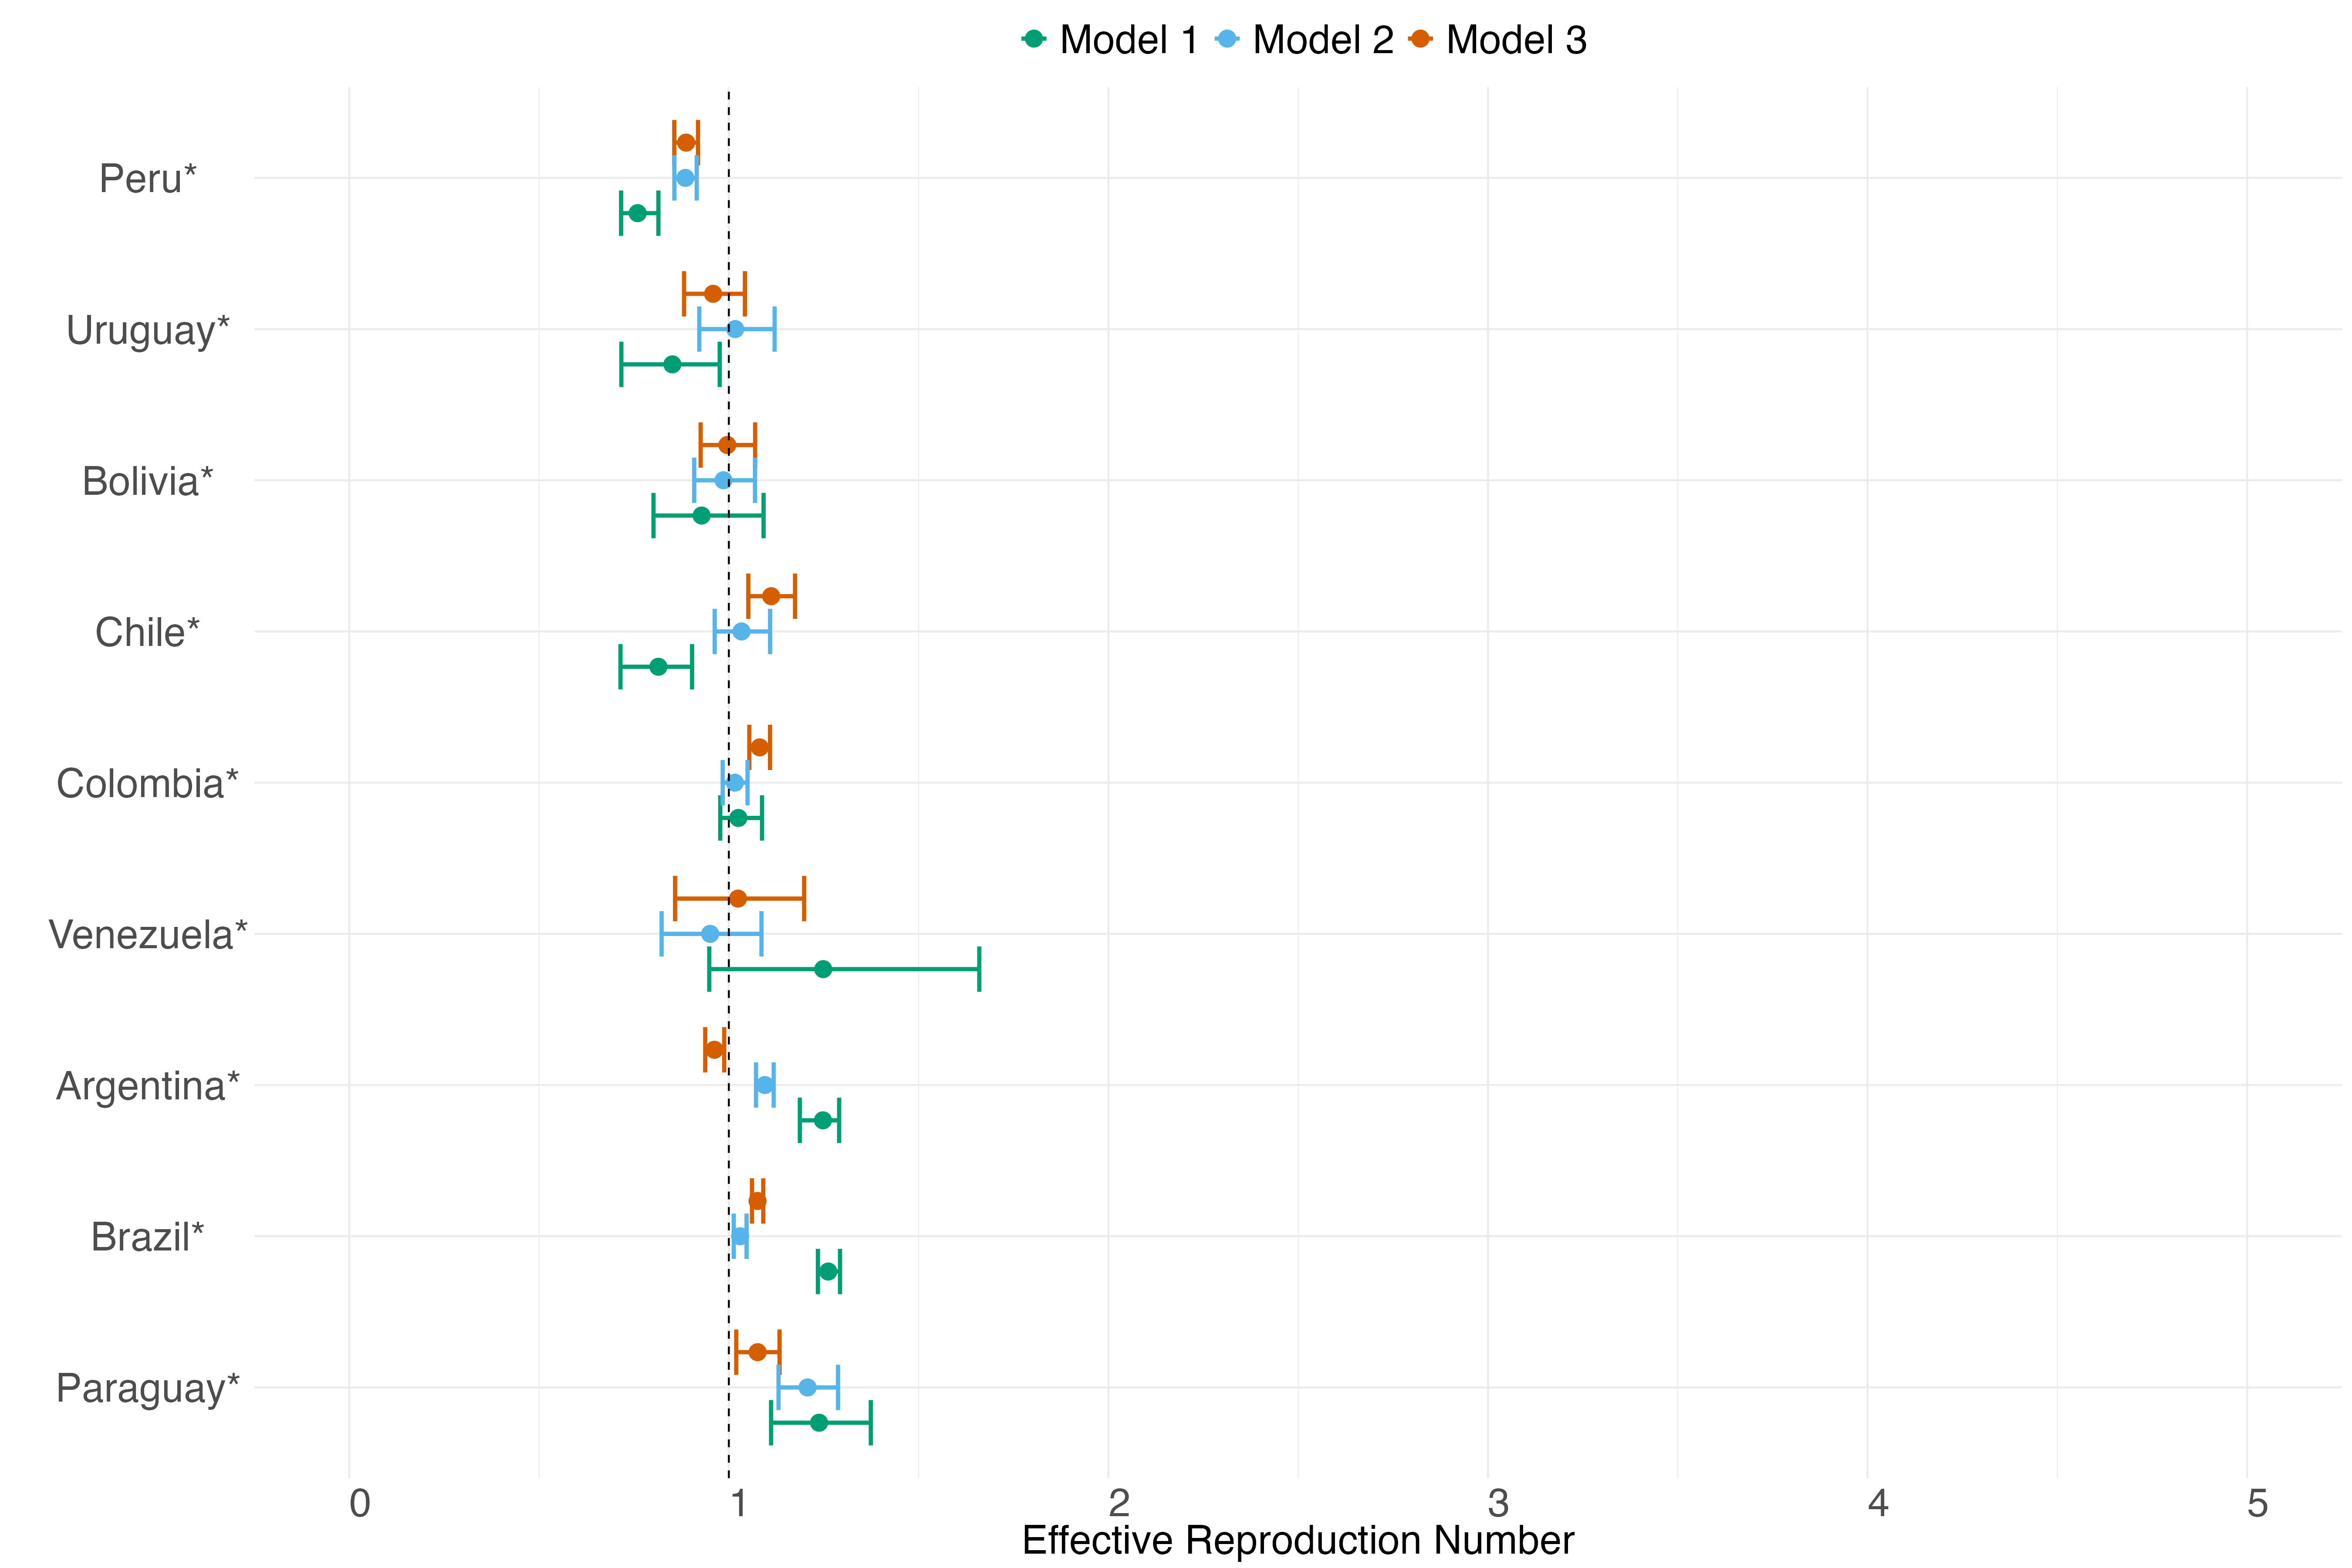 Model 1 Model 2 Model 3
Peru*
Uruguay*
Bolivia*
Chile*
Colombia*
Venezuela*
Argentina*
Brazil*
Paraguay*
0 1 2 3 4 5
Effective Reproduction Number